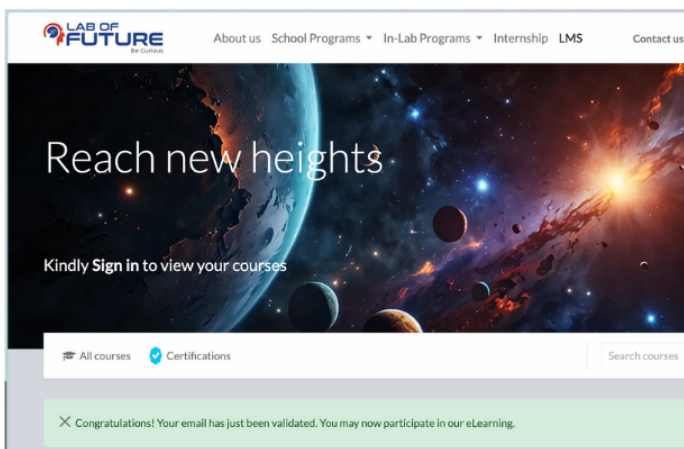 LAB OF
FUTURE
Be Curious
About us School Programs In-Lab Programs Internship LMS Contact us
Reach new heights
Kindly Sign in to view your courses
All courses Certifications Search courses
Congratulations! Your email has just been validated. You may now participate in our eLearning.